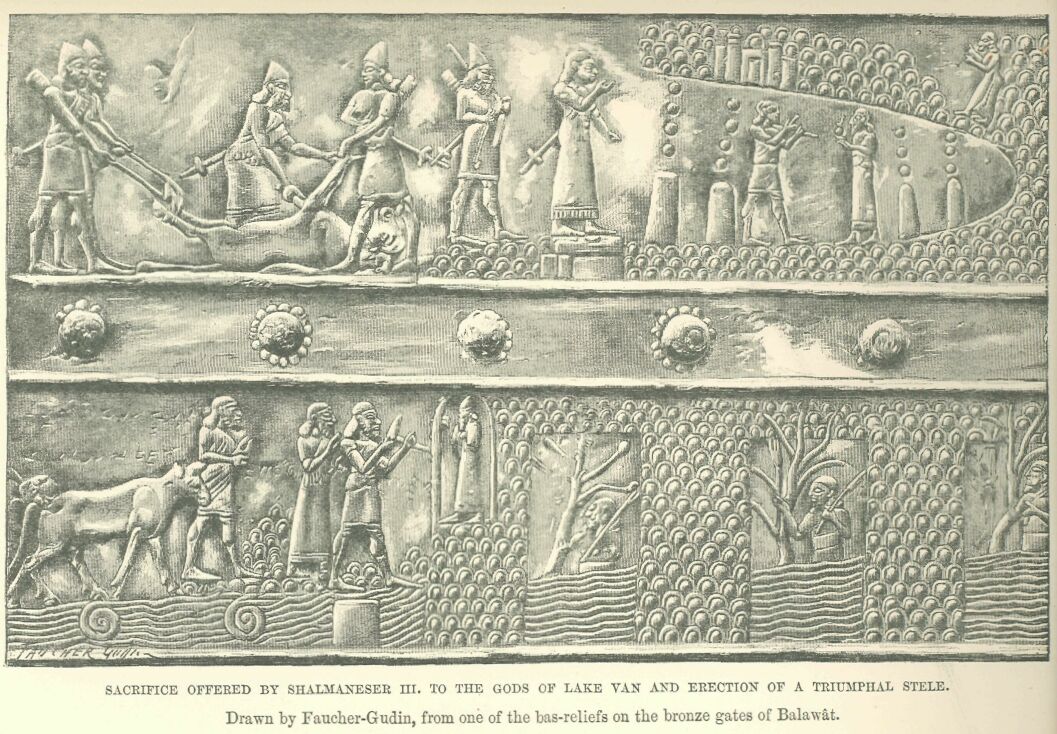 FAUCHER Gudin
SACRIFICE OFFERED BY SHALMANESER III. TO THE GODS OF LAKE VAN AND ERECTION OF A TRIUMPHAL STELE.
Drawn by Faucher-Gudin, from one of the bas-reliefs on the bronze gates of Balawât.